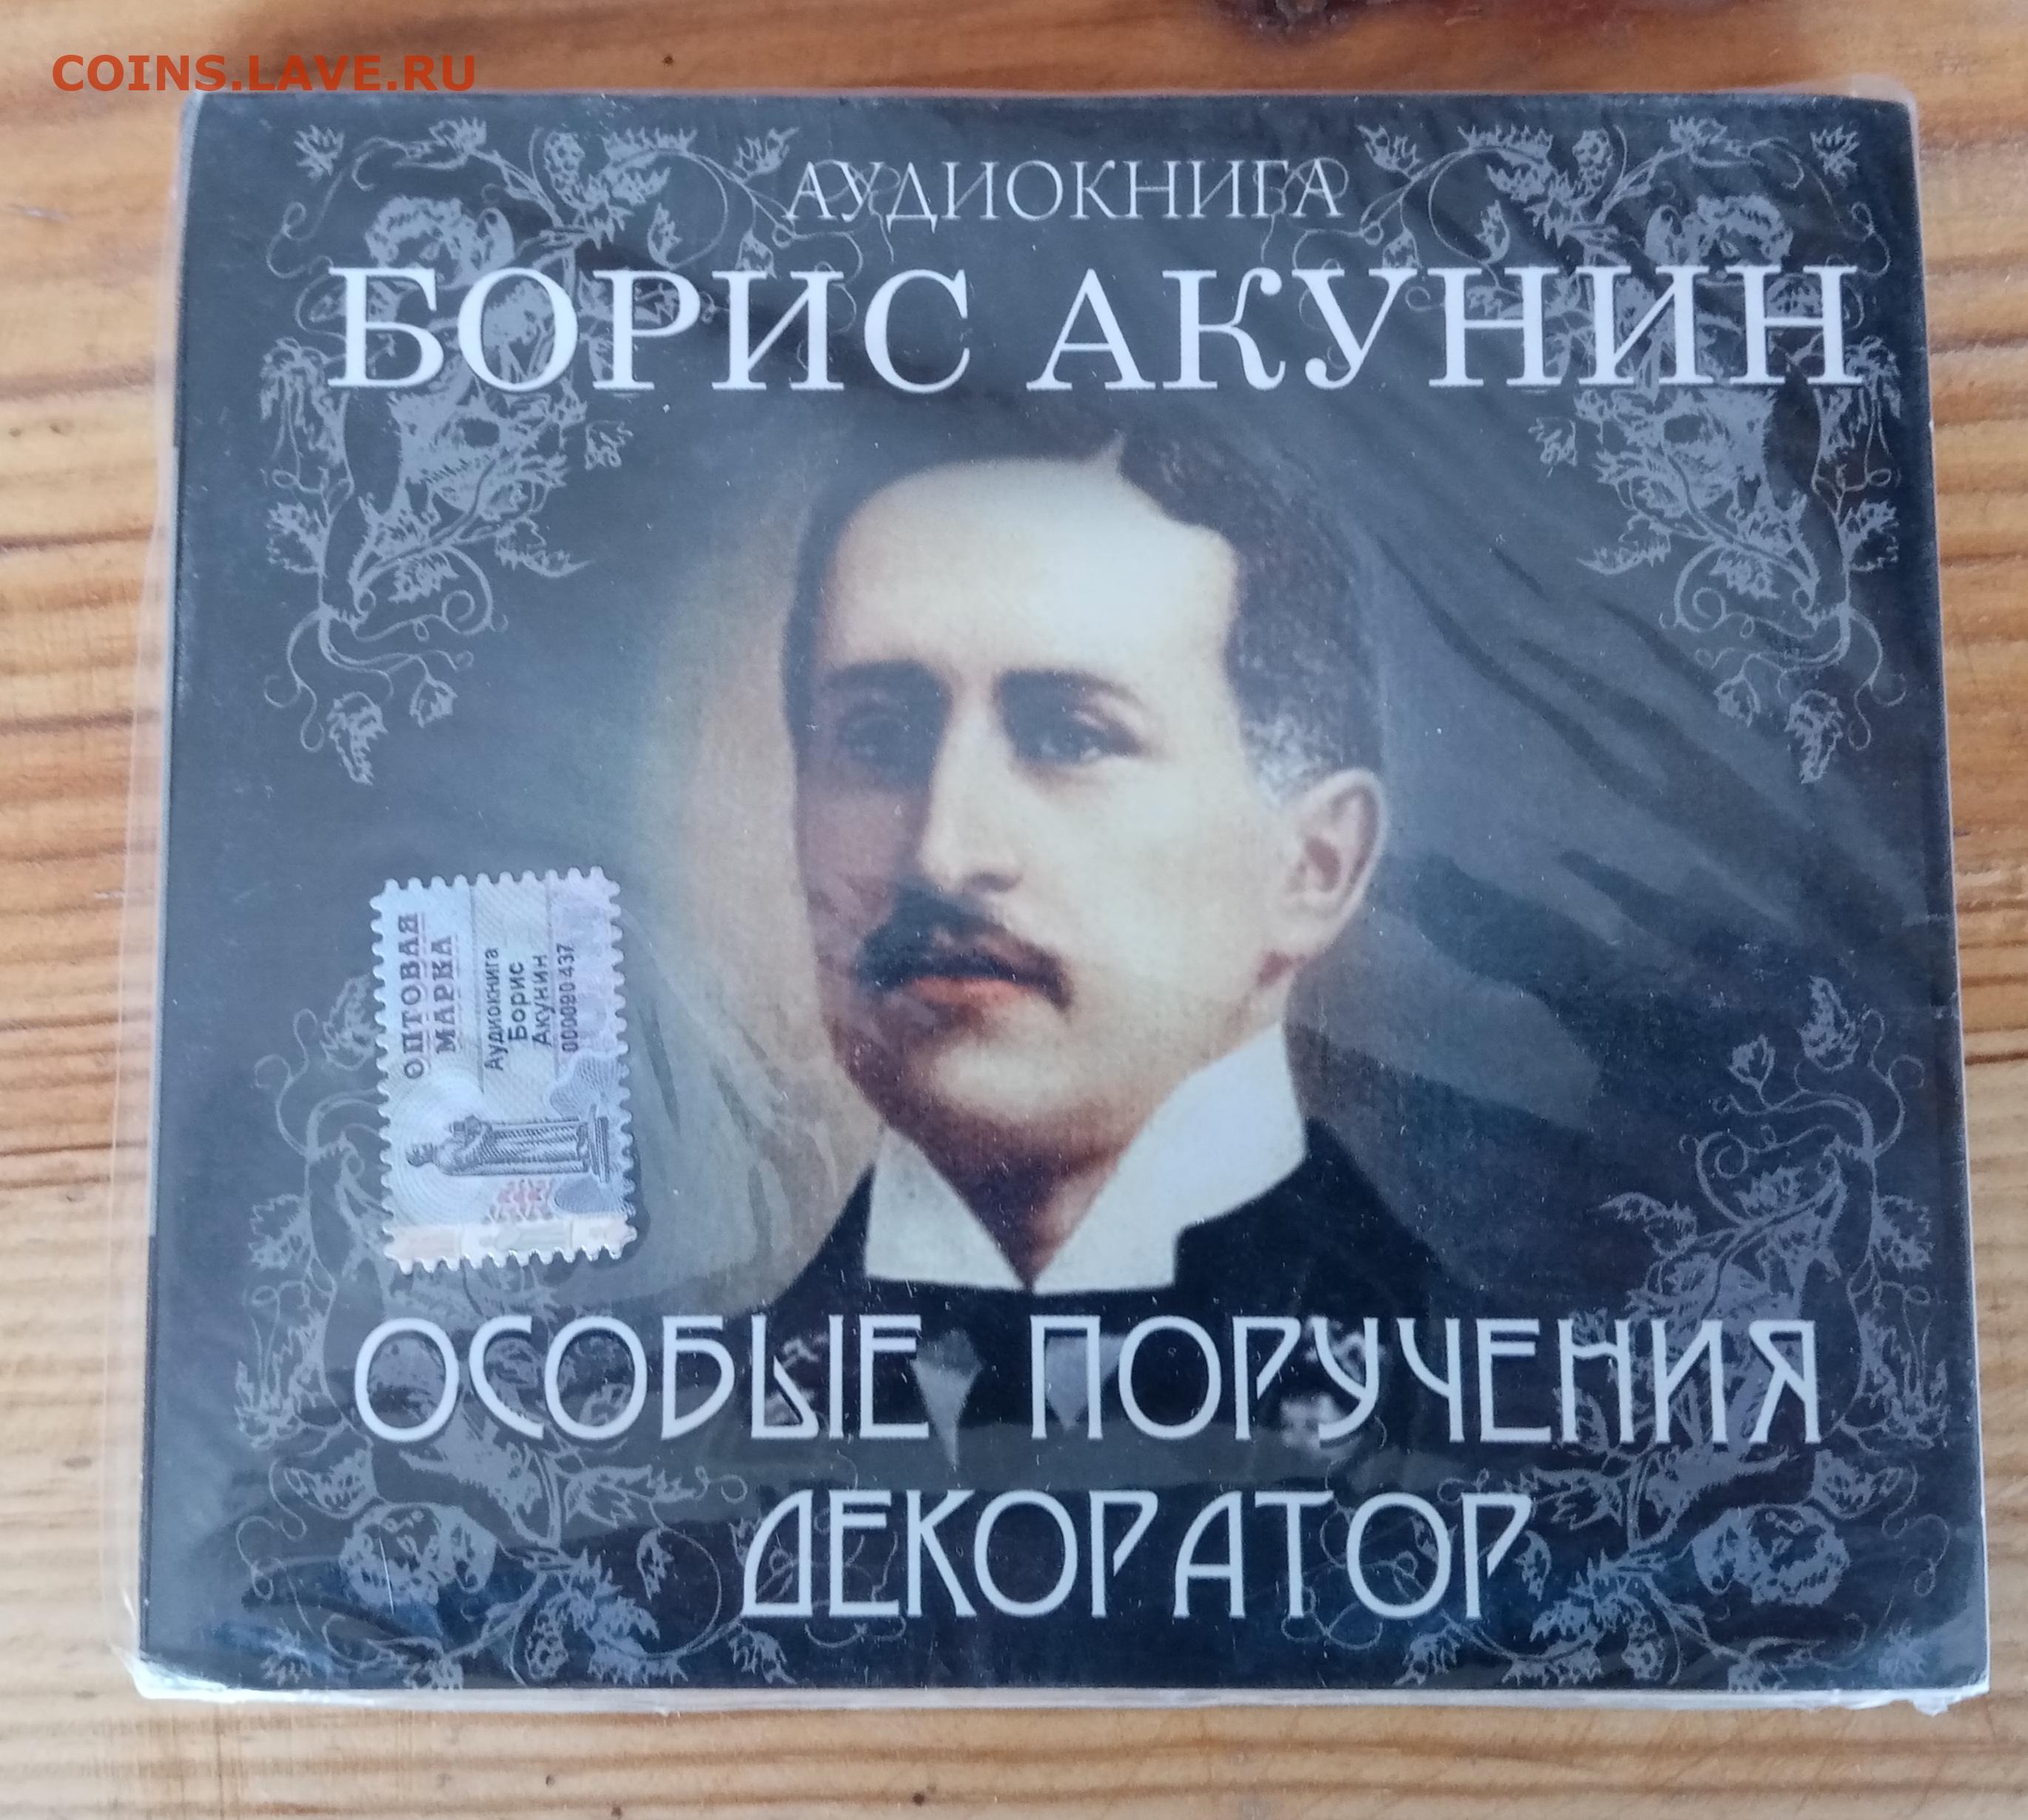 COINS.LAVE.RU
АУДИОКНИГА
БОРИС АКУНИН
ОПТОВАЯ
МАРКА
Аудиокнига
Борис
Акунин
000090437
ОСОБЫЕ ПОРУЧЕНИЯ
ДЕКОРАТОР